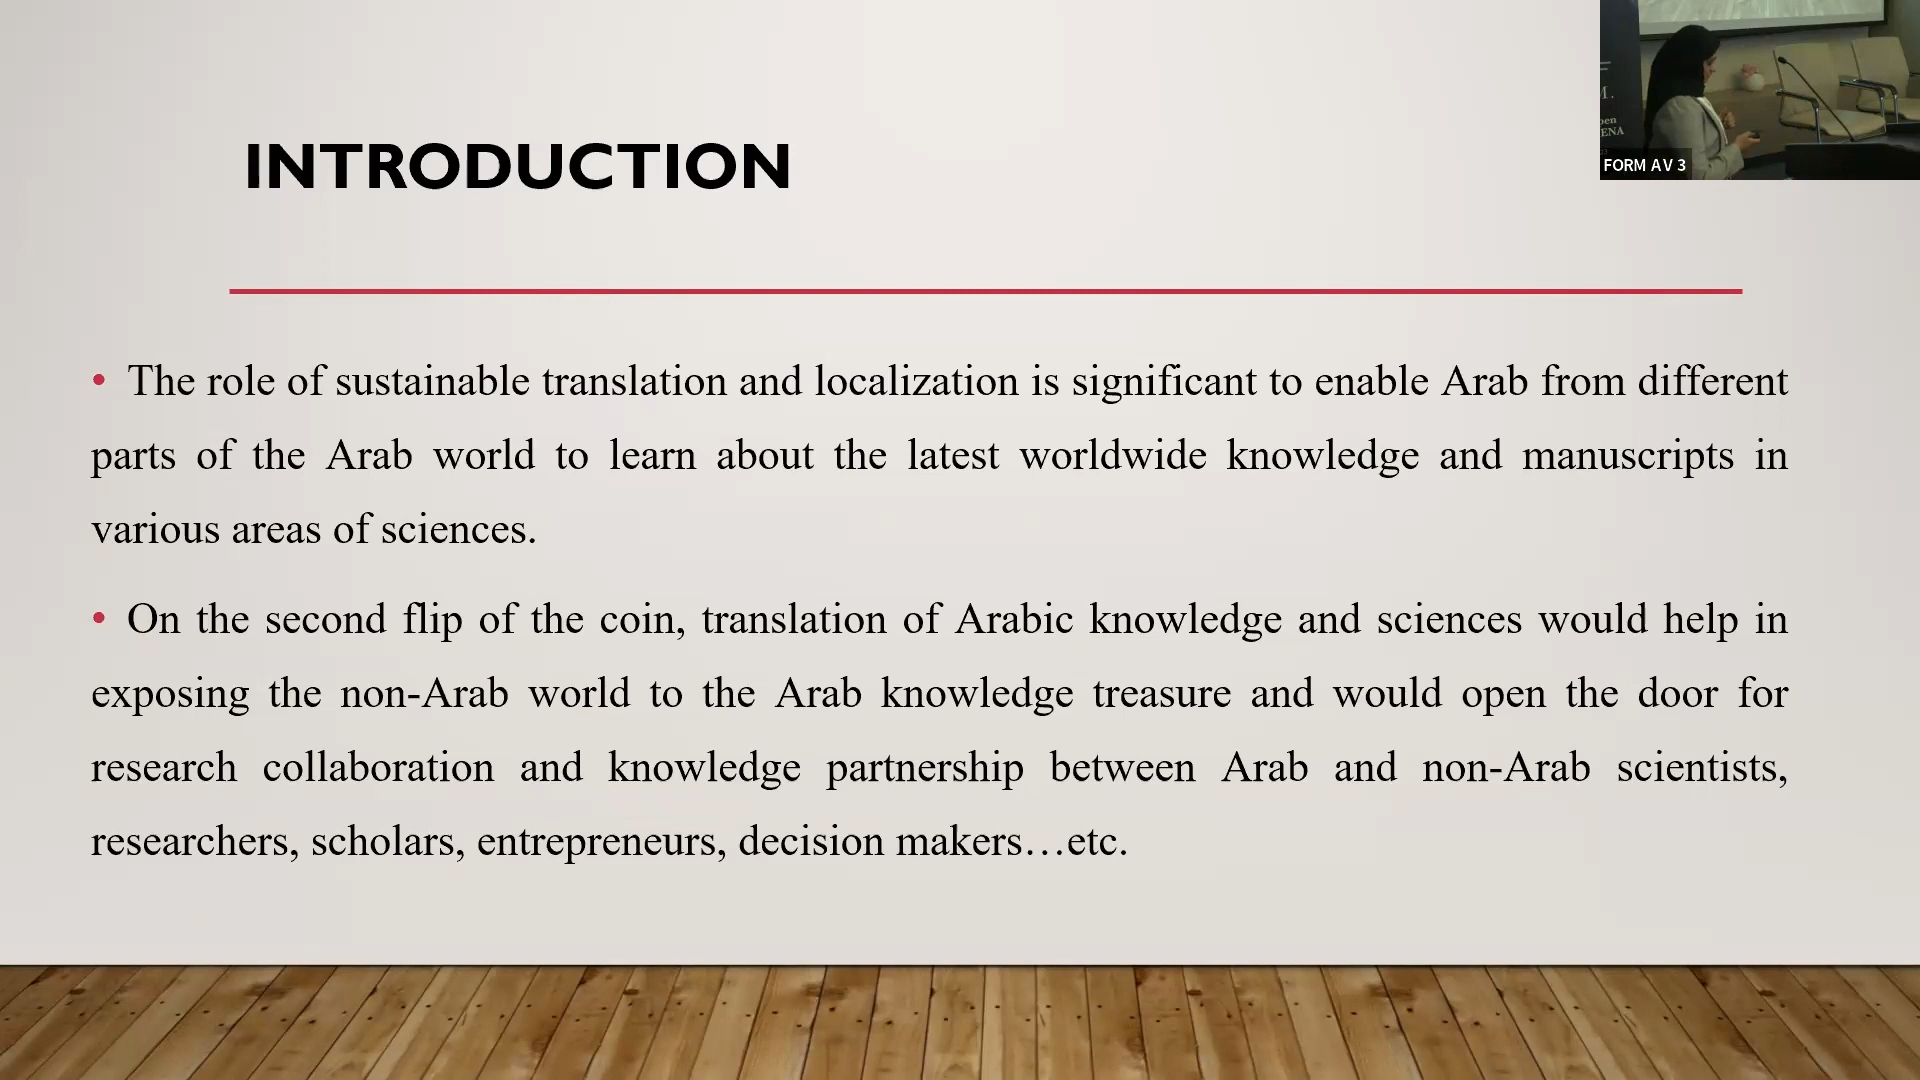 FORM AV 3
INTRODUCTION
• The role of sustainable translation and localization is significant to enable Arab from different
parts of the Arab world to learn about the latest worldwide knowledge and manuscripts in
various areas of sciences.
• On the second flip of the coin, translation of Arabic knowledge and sciences would help in
exposing the non-Arab world to the Arab knowledge treasure and would open the door for
research collaboration and knowledge partnership between Arab and non-Arab scientists,
researchers, scholars, entrepreneurs, decision makers…etc.